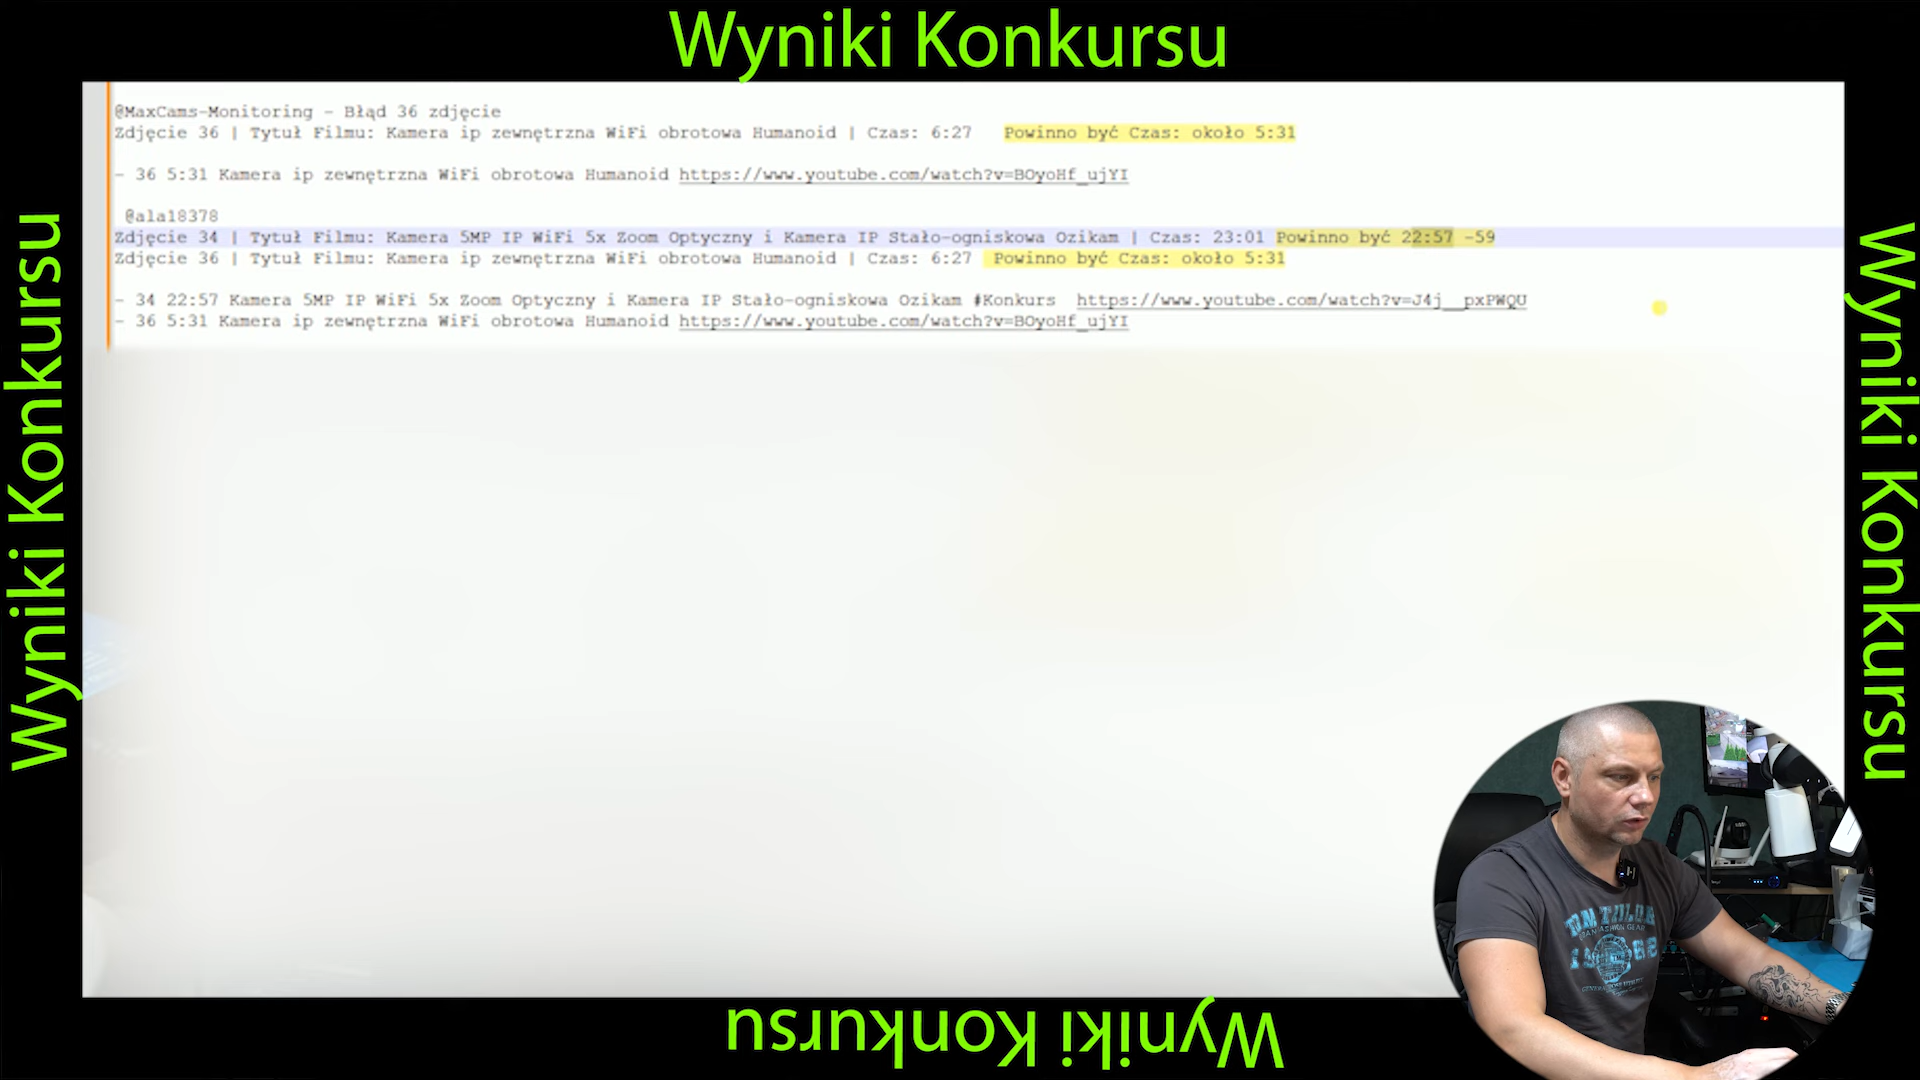 Wyniki Konkursu
@MaxCams-Monitoring - Błąd 36 zdjęcie
Zdjęcie 36 | Tytuł Filmu: Kamera ip zewnętrzna WiFi obrotowa Humanoid | Czas: 6:27 Powinno być Czas: około 5:31
- 36 5:31 Kamera ip zewnętrzna WiFi obrotowa Humanoid https://www.youtube.com/watch?v=BOyoHf_ujYI
@ala18378
Zdjęcie 34 | Tytuł Filmu: Kamera 5MP IP WiFi 5x Zoom Optyczny i Kamera IP Stało-ogniskowa Ozikam | Czas: 23:01 Powinno być 22:57 -59
Zdjęcie 36 | Tytuł Filmu: Kamera ip zewnętrzna WiFi obrotowa Humanoid | Czas: 6:27 Powinno być Czas: około 5:31
- 34 22:57 Kamera 5MP IP WiFi 5x Zoom Optyczny i Kamera IP Stało-ogniskowa Ozikam #Konkurs https://www.youtube.com/watch?v=J4j__pxPWQU
- 36 5:31 Kamera ip zewnętrzna WiFi obrotowa Humanoid https://www.youtube.com/watch?v=BOyoHf_ujYI
Wyniki Konkursu
Wyniki Konkursu
TOM TAILOR
Wyniki Konkursu